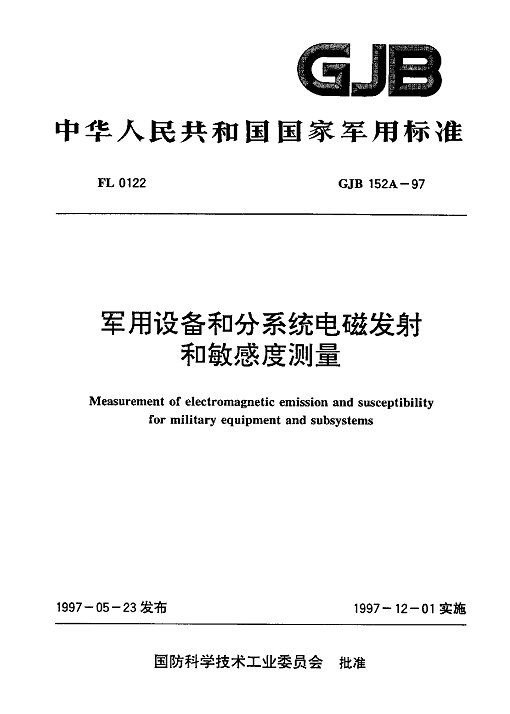 GJB
中华人民共和国国家军用标准
FL 0122
GJB 152A－97
军用设备和分系统电磁发射
和敏感度测量
Measurement of electromagnetic emission and susceptibility
for military equipment and subsystems
1997－05－23 发布
1997－12－01 实施
国防科学技术工业委员会 批准